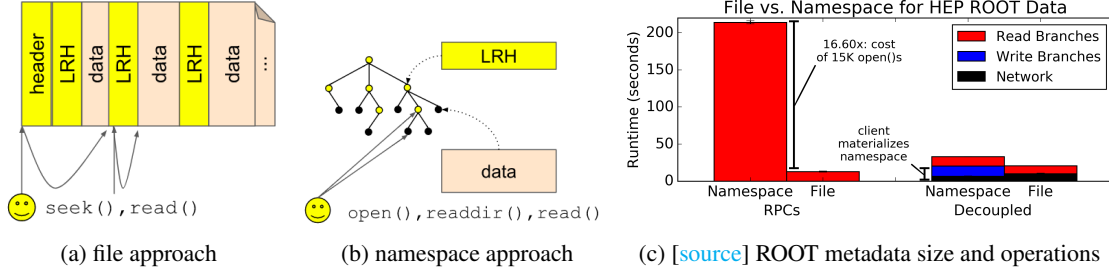 header
LRH
data
LRH
data
LRH
data
...
seek(),read()
(a) file approach
LRH
data
open(),readdir(),read()
(b) namespace approach
File vs. Namespace for HEP ROOT Data
Runtime (seconds)
200
150
100
50
0
16.60x: cost
of 15K open()s
client
materializes
namespace
Read Branches
Write Branches
Network
Namespace File Namespace File
RPCs Decoupled
(c) [source] ROOT metadata size and operations